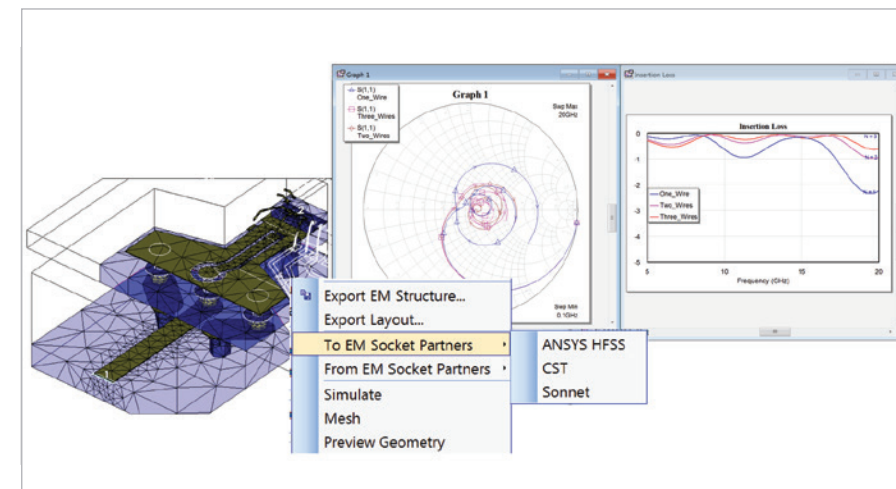 Graph 1
Graph 1
S(1,1)
One_Wire
S(1,1)
Three_Wires
S(1,1)
Two_Wires
Swp Max
20GHz
Swp Min
0.1GHz
Insertion Loss
Insertion Loss
0
-1
-2
-3
-4
-5
One_Wire
Two_Wires
Three_Wires
5
10
15
20
Frequency (GHz)
Export EM Structure...
Export Layout...
To EM Socket Partners
From EM Socket Partners
Simulate
Mesh
Preview Geometry
ANSYS HFSS
CST
Sonnet
1